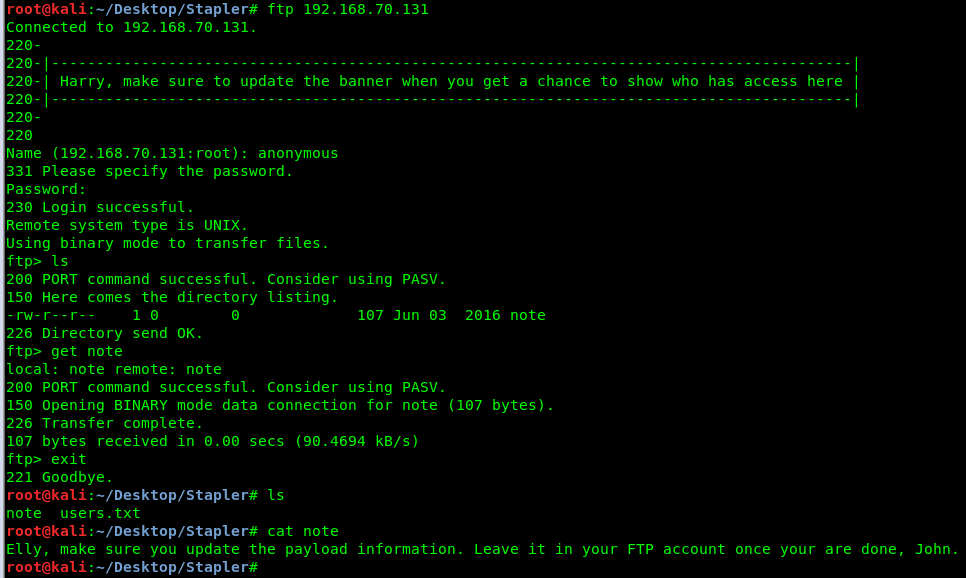 root@kali:~/Desktop/Stapler# ftp 192.168.70.131
Connected to 192.168.70.131.
220-
220-|-----------------------------------------------------------------------------------------|
220-| Harry, make sure to update the banner when you get a chance to show who has access here |
220-|-----------------------------------------------------------------------------------------|
220-
220
Name (192.168.70.131:root): anonymous
331 Please specify the password.
Password:
230 Login successful.
Remote system type is UNIX.
Using binary mode to transfer files.
ftp> ls
200 PORT command successful. Consider using PASV.
150 Here comes the directory listing.
-rw-r--r--    1 0        0             107 Jun 03  2016 note
226 Directory send OK.
ftp> get note
local: note remote: note
200 PORT command successful. Consider using PASV.
150 Opening BINARY mode data connection for note (107 bytes).
226 Transfer complete.
107 bytes received in 0.00 secs (90.4694 kB/s)
ftp> exit
221 Goodbye.
root@kali:~/Desktop/Stapler# ls
note  users.txt
root@kali:~/Desktop/Stapler# cat note
Elly, make sure you update the payload information. Leave it in your FTP account once your are done, John.
root@kali:~/Desktop/Stapler#